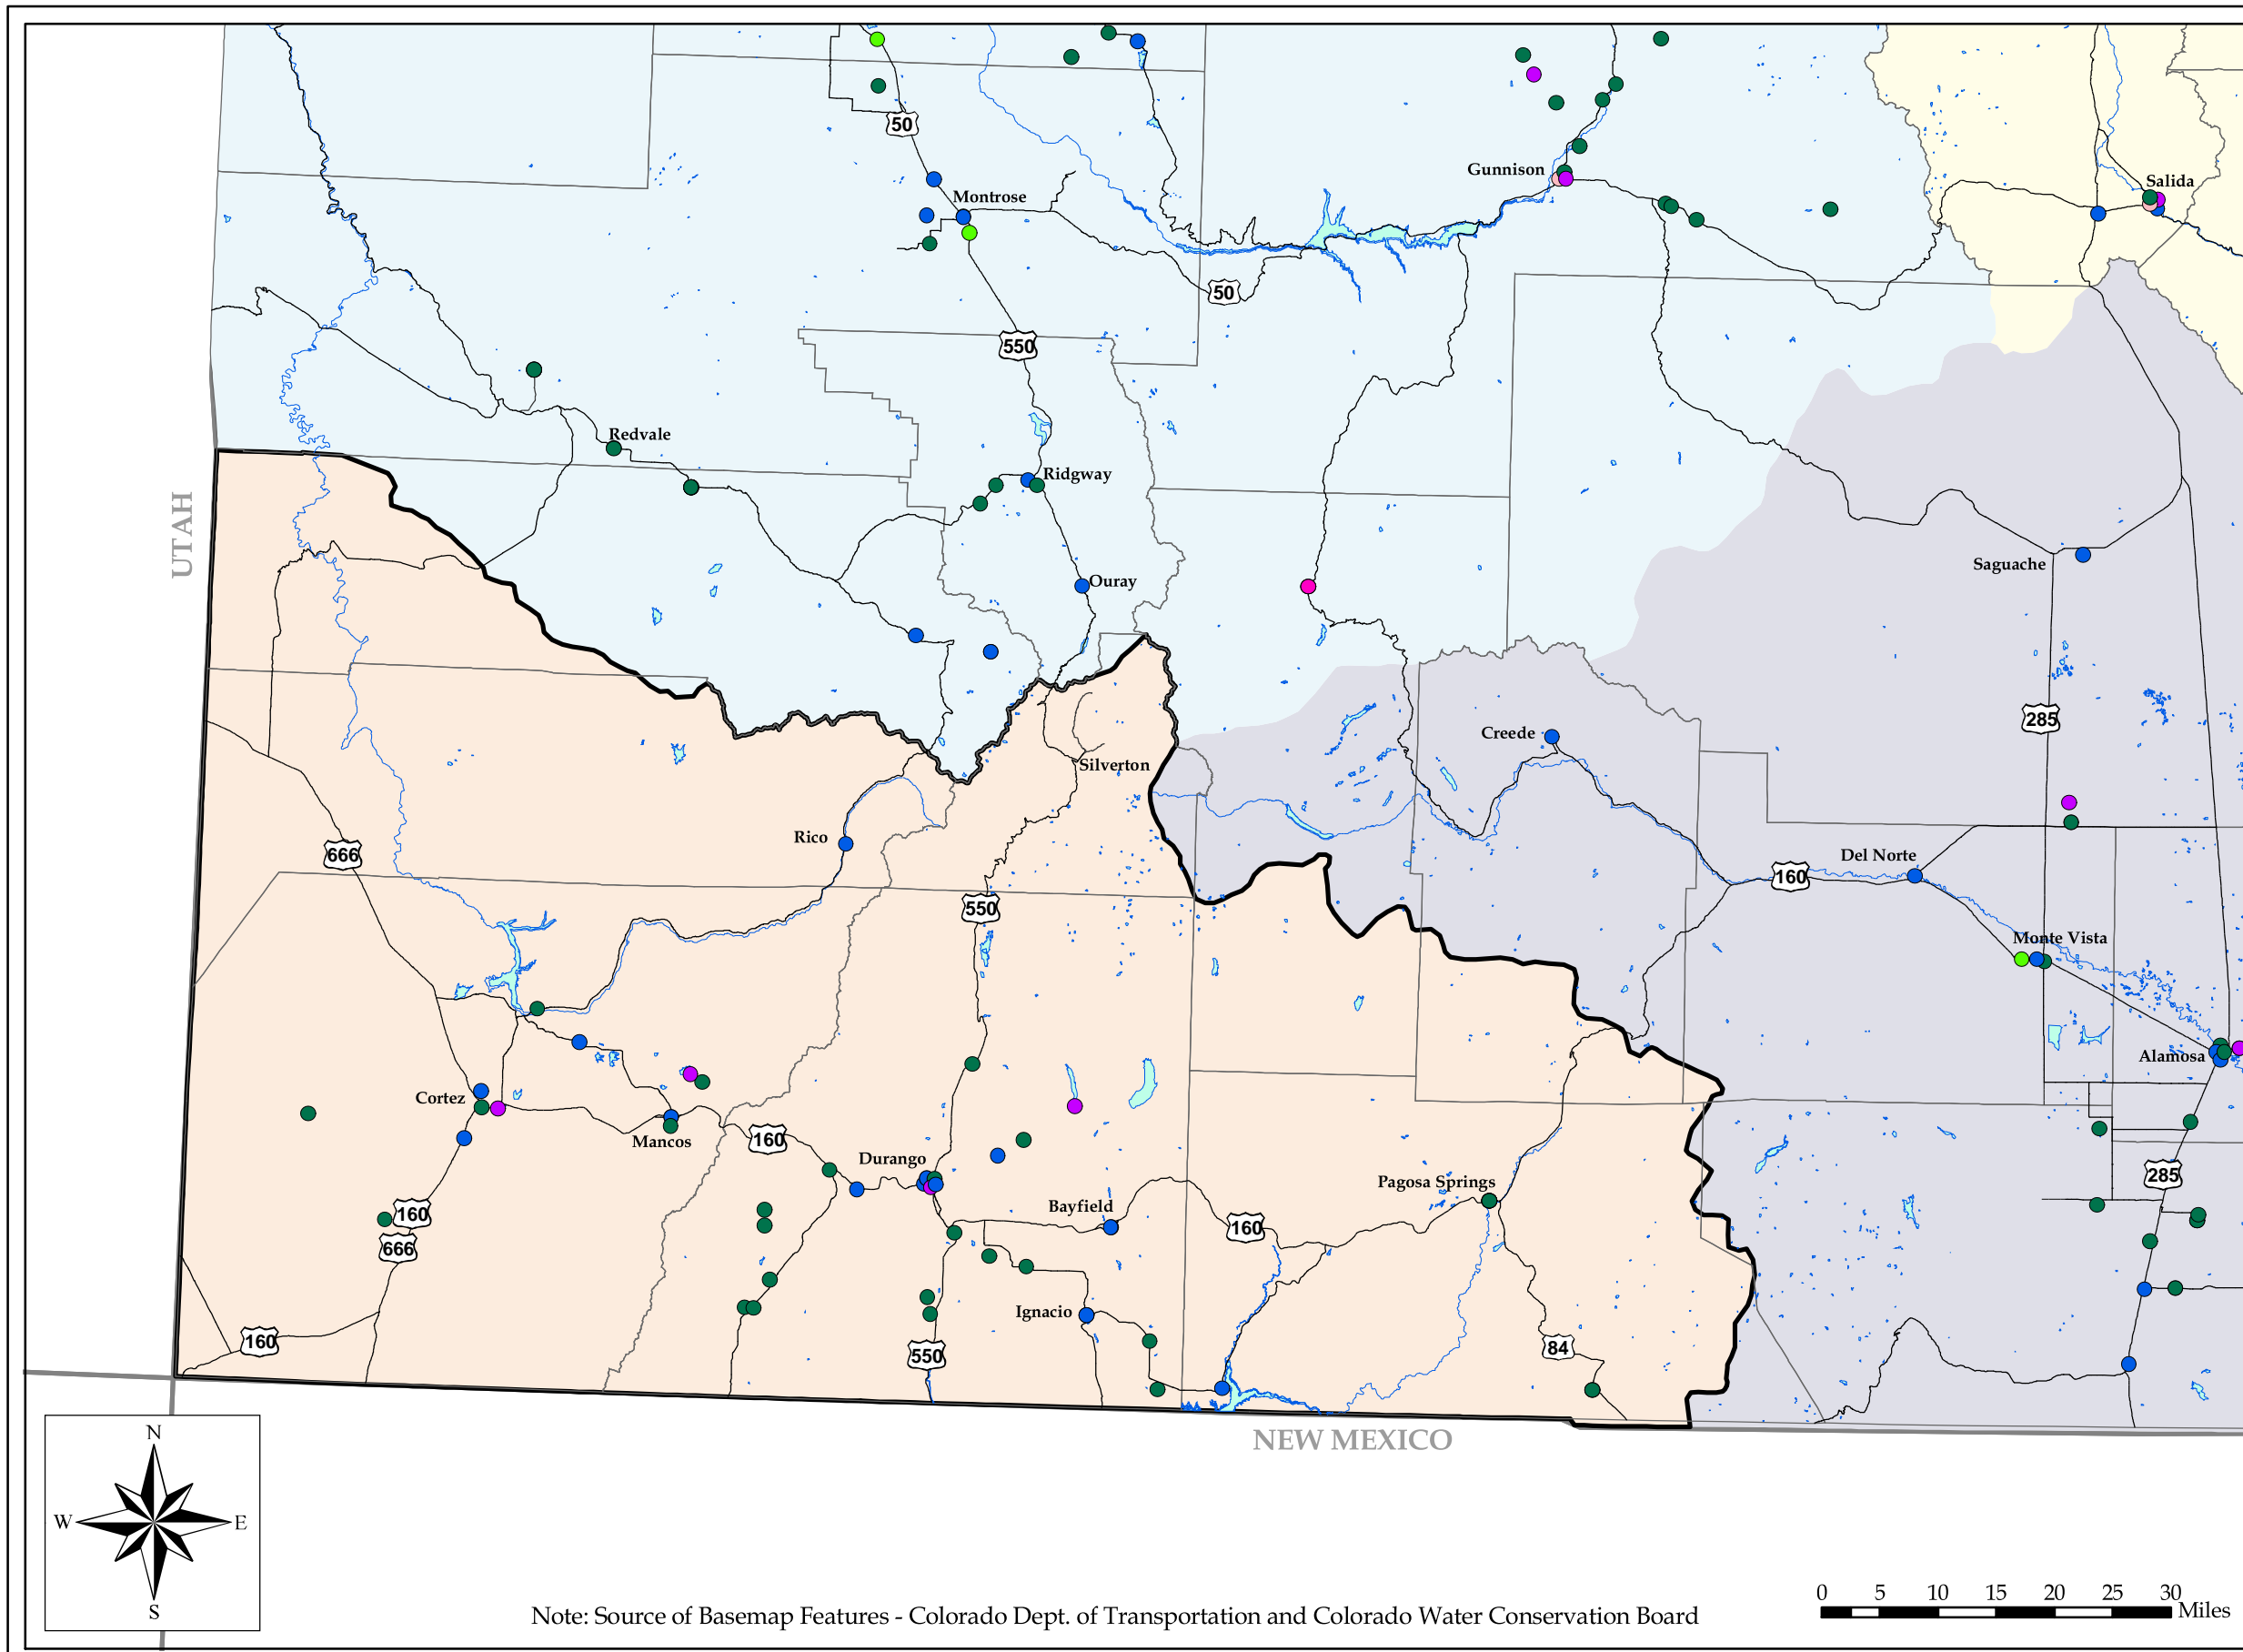 50
Gunnison
Salida
Montrose
50
550
Redvale
Ridgway
UTAH
Saguache
Ouray
285
Creede
Silverton
Rico
666
Del Norte
160
550
Monte Vista
Alamosa
Cortez
Mancos
160
Durango
285
Pagosa Springs
Bayfield
160
160
666
Ignacio
160
550
84
NEW MEXICO
N
W
E
S
0 5 10 15 20 25 30
Miles
Note: Source of Basemap Features - Colorado Dept. of Transportation and Colorado Water Conservation Board